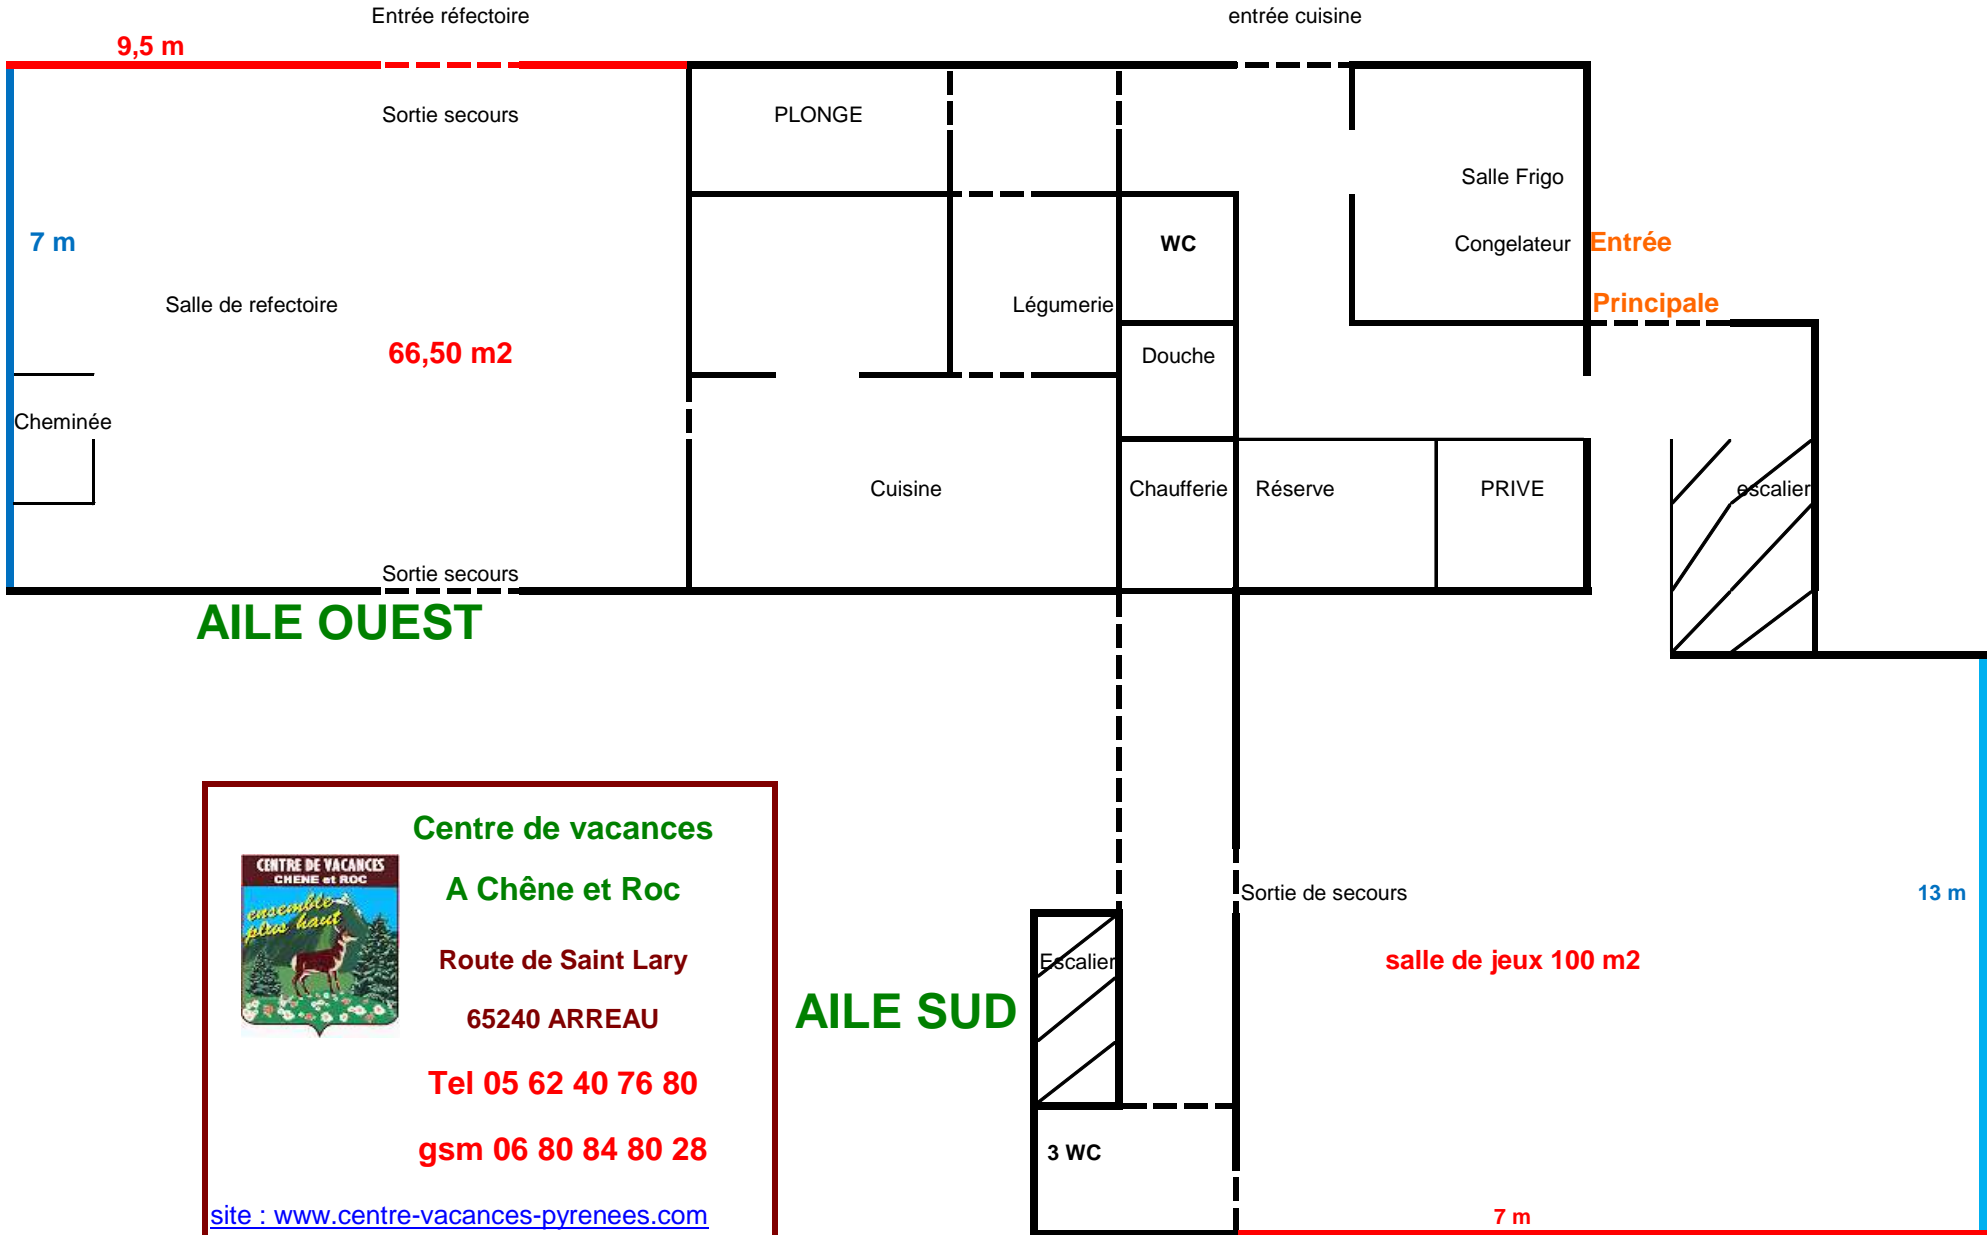 Entrée réfectoire
entrée cuisine
9,5 m
Sortie secours
PLONGE
Salle Frigo
7 m
WC
Congelateur
Entrée
Salle de refectoire
Légumerie
Principale
66,50 m2
Douche
Cheminée
Cuisine
Chaufferie
Réserve
PRIVE
escalier
Sortie secours
AILE OUEST
Centre de vacances
CENTRE DE VACANCES
CHENE et ROC
ensemble
plus haut
A Chêne et Roc
Sortie de secours
13 m
Route de Saint Lary
Escalier
salle de jeux 100 m2
65240 ARREAU
AILE SUD
Tel 05 62 40 76 80
gsm 06 80 84 80 28
3 WC
site : www.centre-vacances-pyrenees.com
7 m